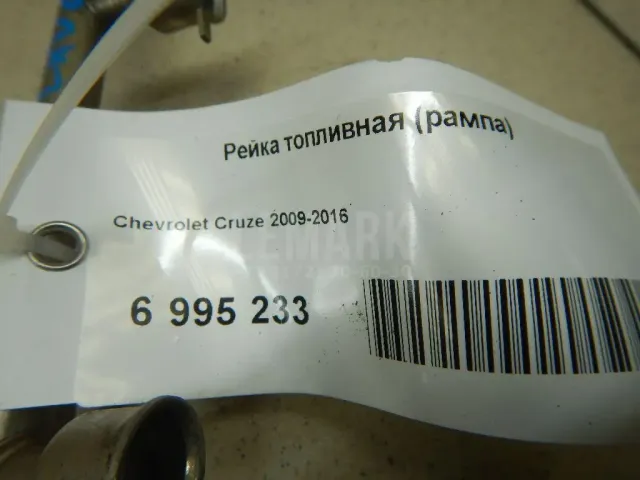 Рейка топливная (рампа)
Chevrolet Cruze 2009-2016
6 995 233